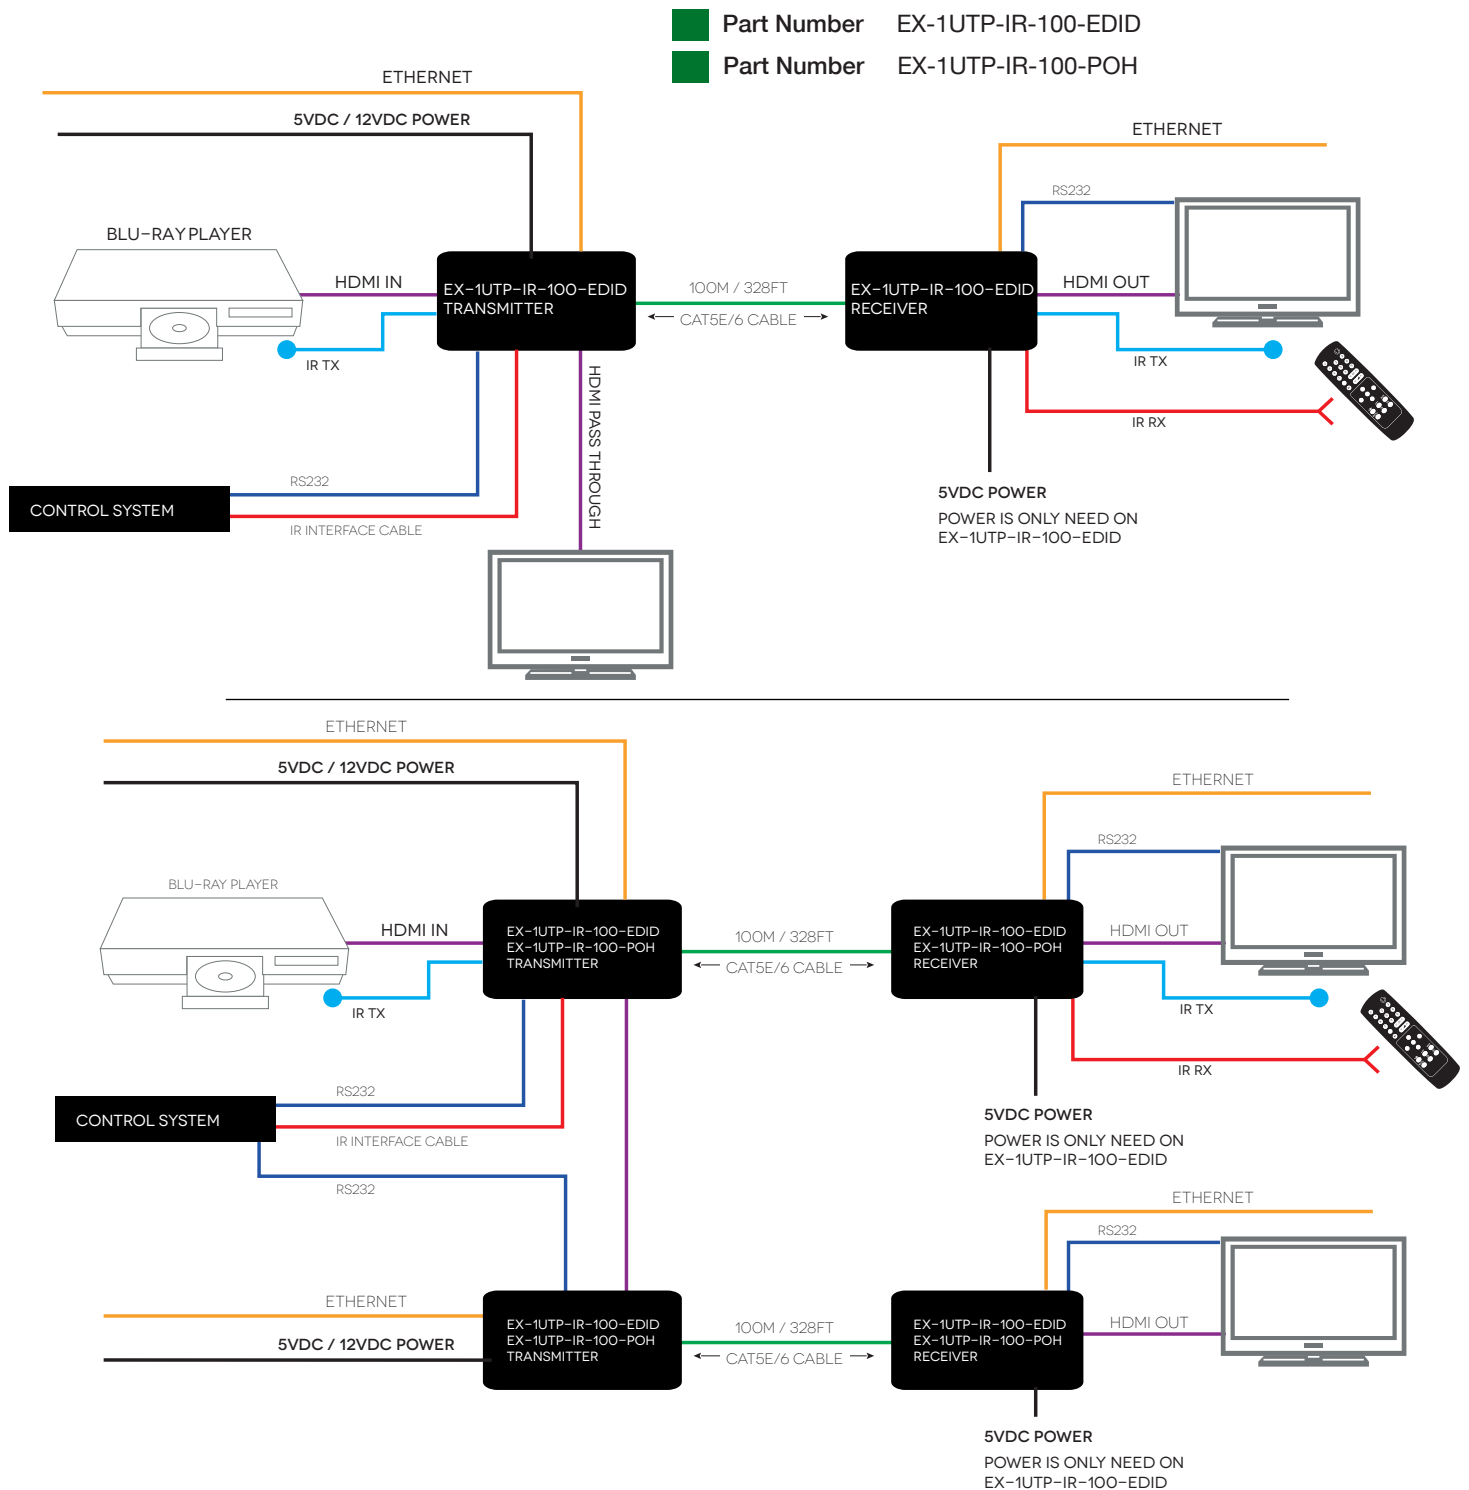 Part Number EX-1UTP-IR-100-EDID
Part Number EX-1UTP-IR-100-POH
ETHERNET
5VDC / 12VDC POWER
ETHERNET
RS232
BLU-RAY PLAYER
HDMI IN
EX-1UTP-IR-100-EDID
TRANSMITTER
100M / 328FT
CAT5E/6 CABLE
EX-1UTP-IR-100-EDID
RECEIVER
HDMI OUT
IR TX
IR TX
HDMI PASS THROUGH
IR RX
RS232
CONTROL SYSTEM
IR INTERFACE CABLE
5VDC POWER
POWER IS ONLY NEED ON
EX-1UTP-IR-100-EDID
ETHERNET
5VDC / 12VDC POWER
ETHERNET
RS232
BLU-RAY PLAYER
HDMI IN
EX-1UTP-IR-100-EDID
EX-1UTP-IR-100-POH
TRANSMITTER
100M / 328FT
CAT5E/6 CABLE
EX-1UTP-IR-100-EDID
EX-1UTP-IR-100-POH
RECEIVER
HDMI OUT
IR TX
IR TX
IR RX
RS232
CONTROL SYSTEM
IR INTERFACE CABLE
RS232
5VDC POWER
POWER IS ONLY NEED ON
EX-1UTP-IR-100-EDID
ETHERNET
RS232
ETHERNET
5VDC / 12VDC POWER
EX-1UTP-IR-100-EDID
EX-1UTP-IR-100-POH
TRANSMITTER
100M / 328FT
CAT5E/6 CABLE
EX-1UTP-IR-100-EDID
EX-1UTP-IR-100-POH
RECEIVER
HDMI OUT
5VDC POWER
POWER IS ONLY NEED ON
EX-1UTP-IR-100-EDID